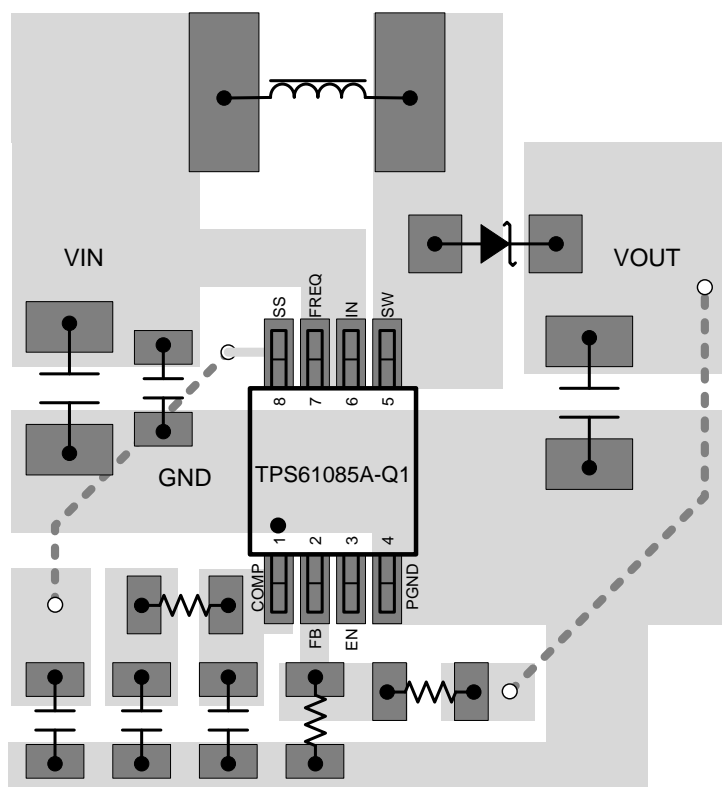 VIN
VOUT
SS
FREQ
IN
SW
8
7
6
5
TPS61085A-Q1
GND
1
2
3
4
COMP
FB
EN
PGND